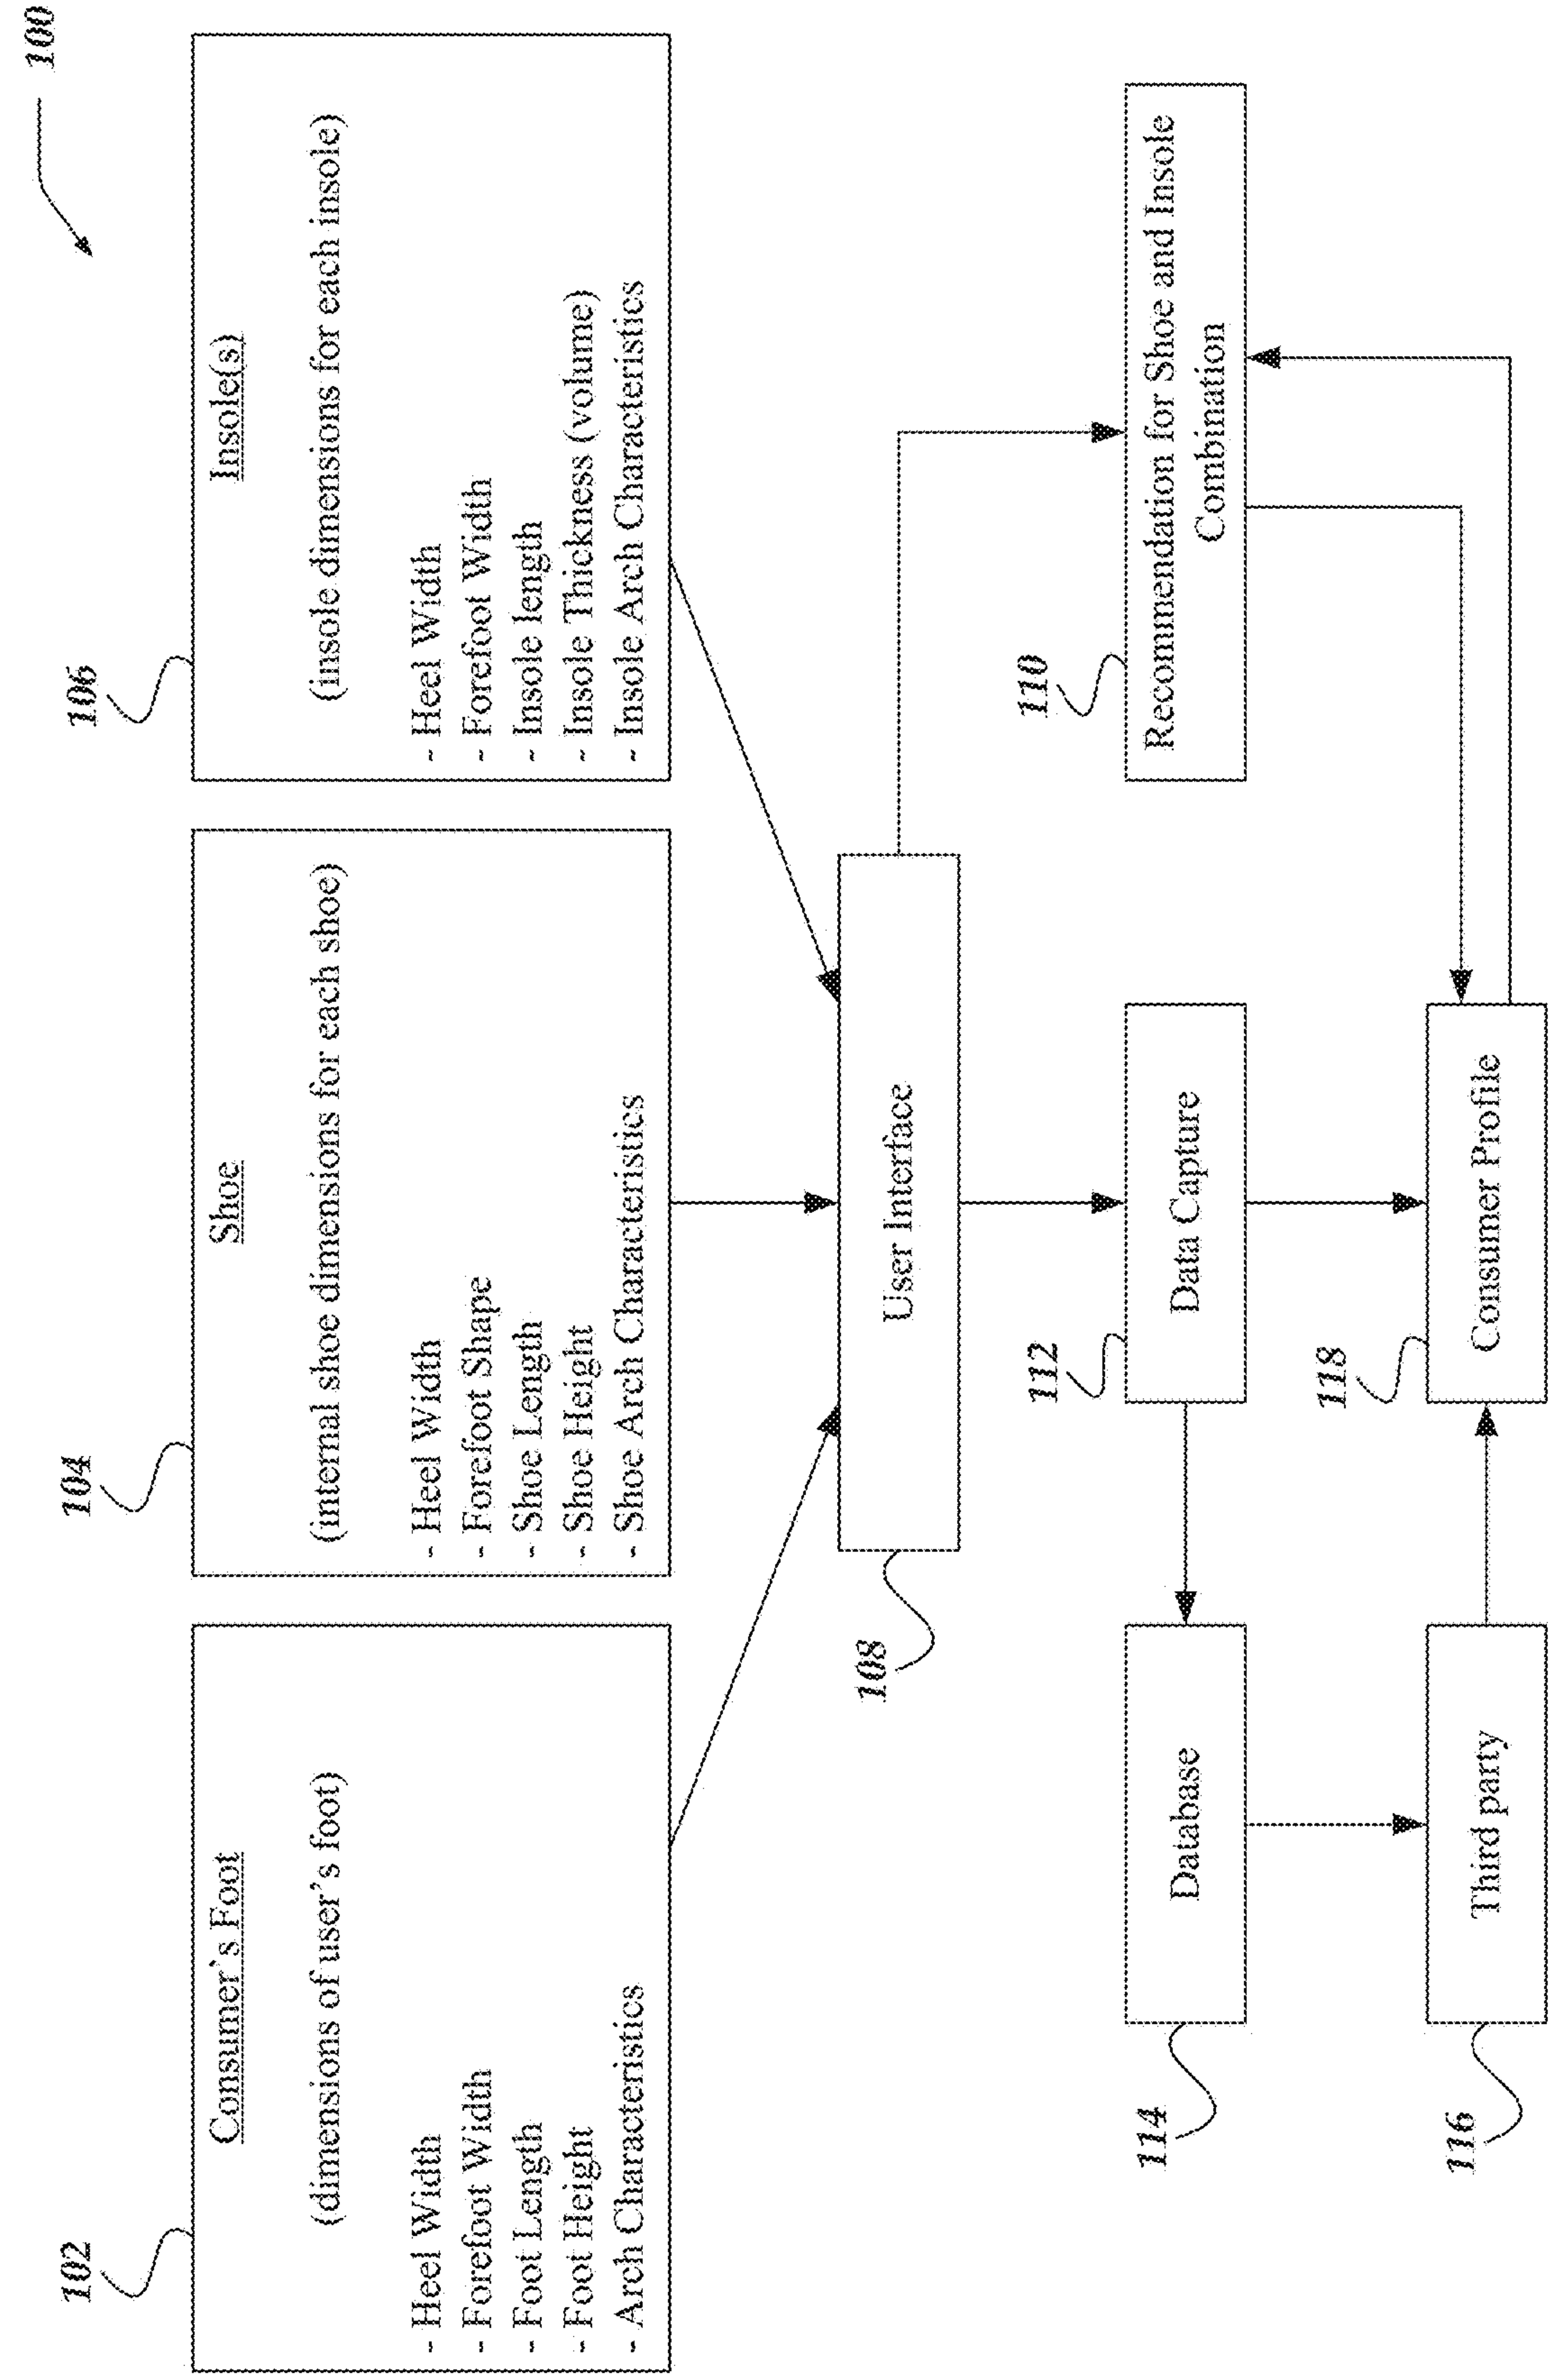 100
102
Consumer's Foot
(dimensions of user's foot)
- Heel Width
- Forefoot Width
- Foot Length
- Foot Height
- Arch Characteristics
104
Shoe
(internal shoe dimensions for each shoe)
- Heel Width
- Forefoot Shape
- Shoe Length
- Shoe Height
- Shoe Arch Characteristics
106
Insole(s)
(insole dimensions for each insole)
- Heel Width
- Forefoot Width
- Insole length
- Insole Thickness (volume)
- Insole Arch Characteristics
108
User Interface
114
Database
112
Data Capture
110
Recommendation for Shoe and Insole
Combination
116
Third party
118
Consumer Profile